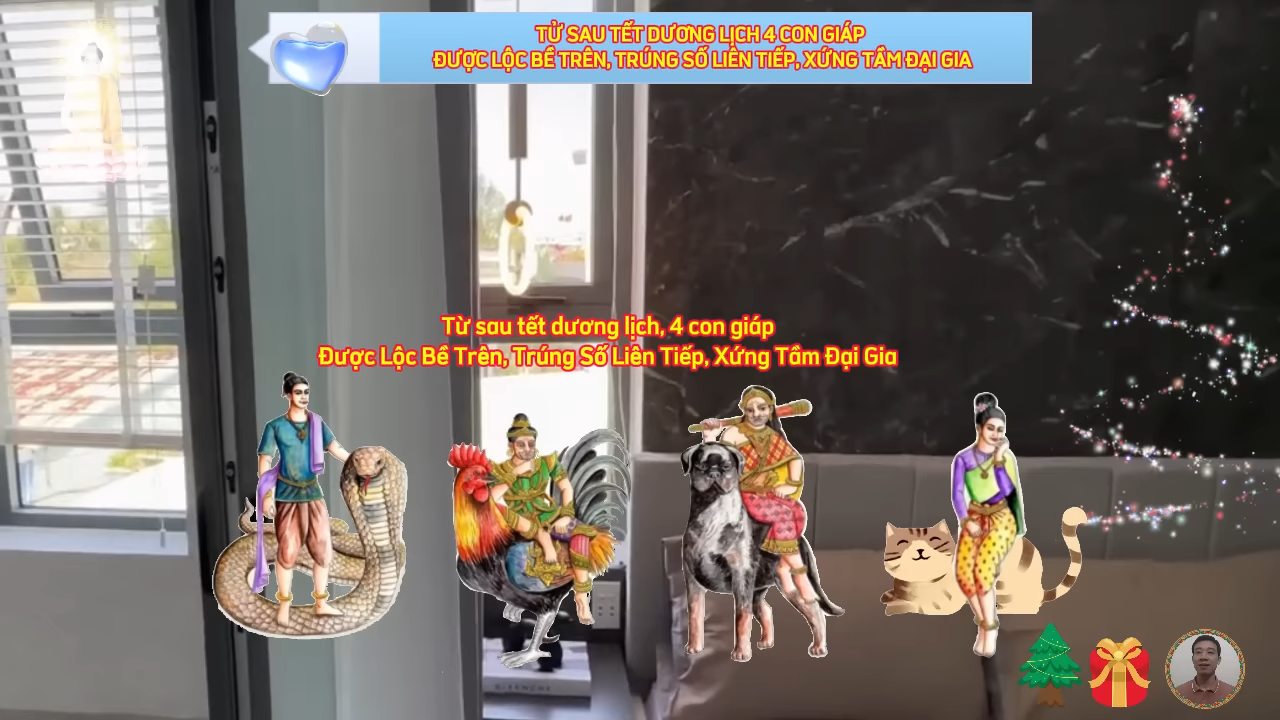 TỪ SAU TẾT DƯƠNG LỊCH 4 CON GIÁP
ĐƯỢC LỘC BỀ TRÊN, TRÚNG SỐ LIÊN TIẾP, XỨNG TẦM ĐẠI GIA
Từ sau tết dương lịch, 4 con giáp
Được Lộc Bề Trên, Trúng Số Liên Tiếp, Xứng Tầm Đại Gia
GIVENCHY